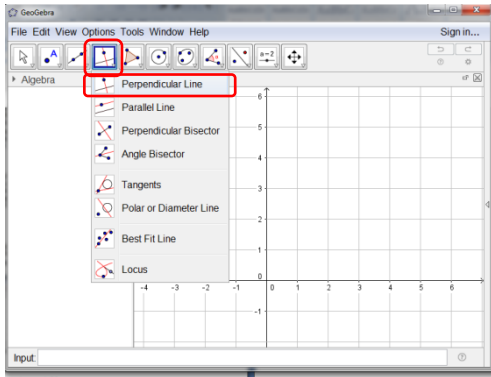 GeoGebra
File Edit View Options Tools Window Help Sign in...
a=2
Algebra
Perpendicular Line
Parallel Line
Perpendicular Bisector
Angle Bisector
Tangents
Polar or Diameter Line
Best Fit Line
Locus
6
5
4
3
2
1
0
-4 -3 -2 -1 0 1 2 3 4 5 6
-1
Input: